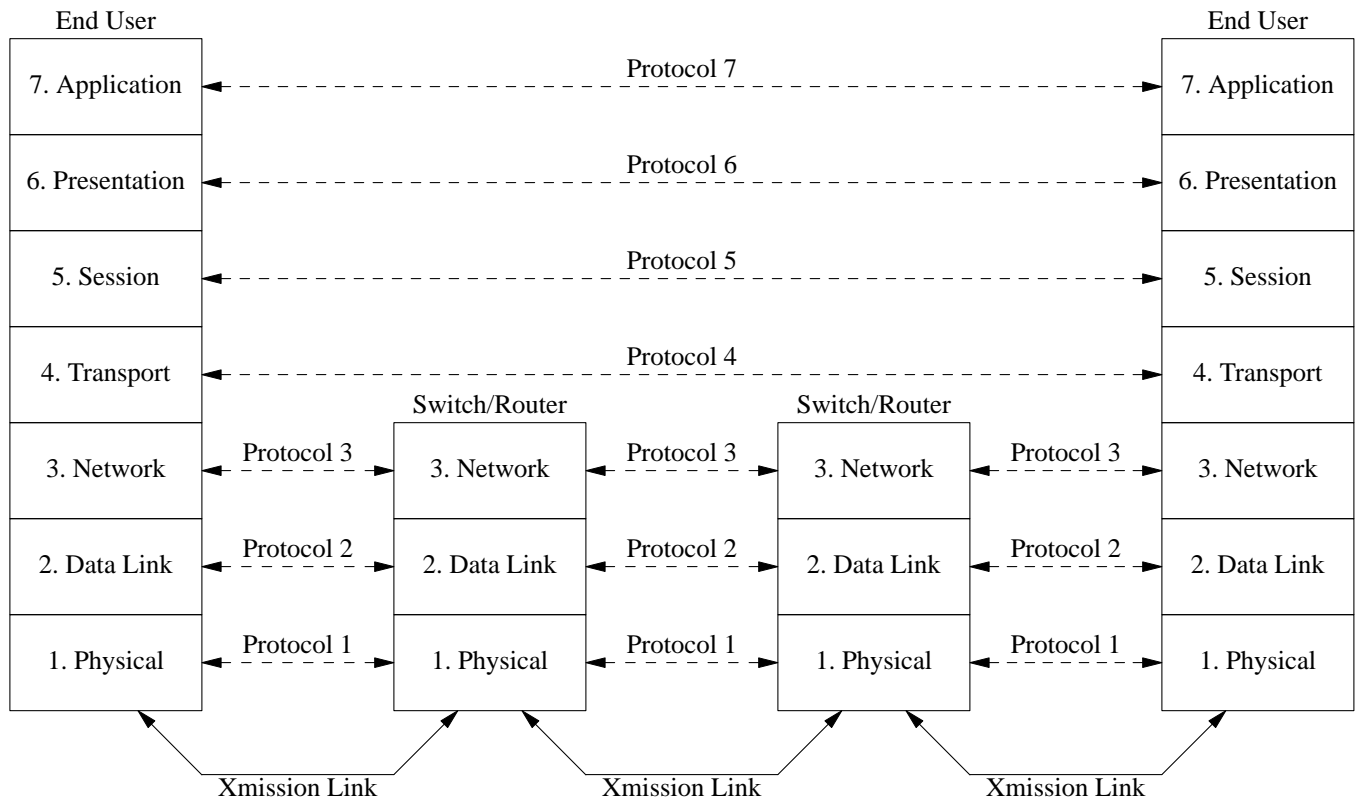 End User
End User
7. Application
Protocol 7
7. Application
6. Presentation
Protocol 6
6. Presentation
5. Session
Protocol 5
5. Session
4. Transport
Protocol 4
4. Transport
Switch/Router
Switch/Router
3. Network
Protocol 3
3. Network
Protocol 3
3. Network
Protocol 3
3. Network
2. Data Link
Protocol 2
2. Data Link
Protocol 2
2. Data Link
Protocol 2
2. Data Link
1. Physical
Protocol 1
1. Physical
Protocol 1
1. Physical
Protocol 1
1. Physical
Xmission Link
Xmission Link
Xmission Link